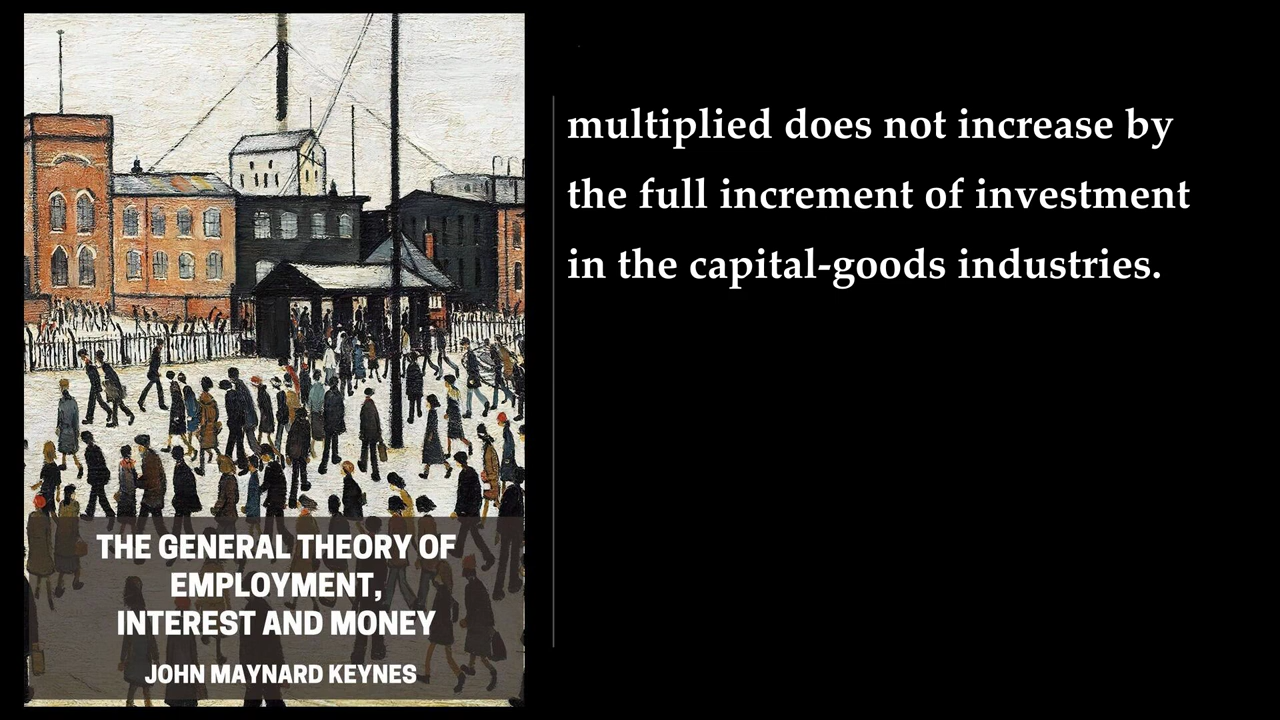 THE GENERAL THEORY OF
EMPLOYMENT,
INTEREST AND MONEY
JOHN MAYNARD KEYNES
multiplied does not increase by
the full increment of investment
in the capital-goods industries.